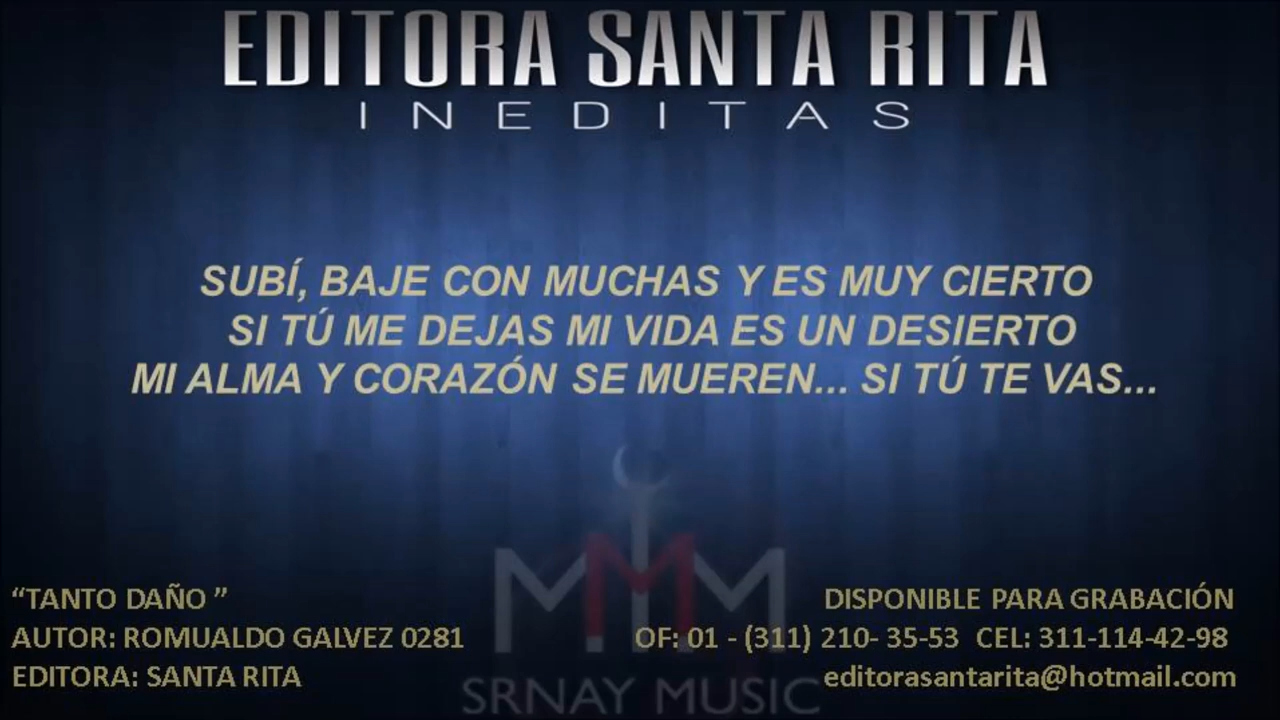 EDITORA SANTA RITA
INEDITAS
SUBÍ, BAJE CON MUCHAS Y ES MUY CIERTO
SI TÚ ME DEJAS MI VIDA ES UN DESIERTO
MI ALMA Y CORAZÓN SE MUEREN... SI TÚ TE VAS...
“TANTO DAÑO ”
AUTOR: ROMUALDO GALVEZ 0281
EDITORA: SANTA RITA
DISPONIBLE PARA GRABACIÓN
OF: 01 - (311) 210- 35-53 CEL: 311-114-42-98
editorasantarita@hotmail.com
MMM
SRNAY MUSIC